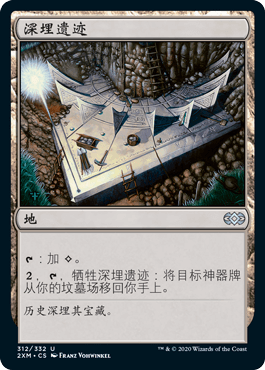 深埋遗迹
地
：加 。
2，，牺牲深埋遗迹：将目标神器牌
从你的坟墓场移回你手上。
历史深埋其宝藏。
312/332 U
2XM • CS Franz Vohwinkel
™ & © 2020 Wizards of the Coast